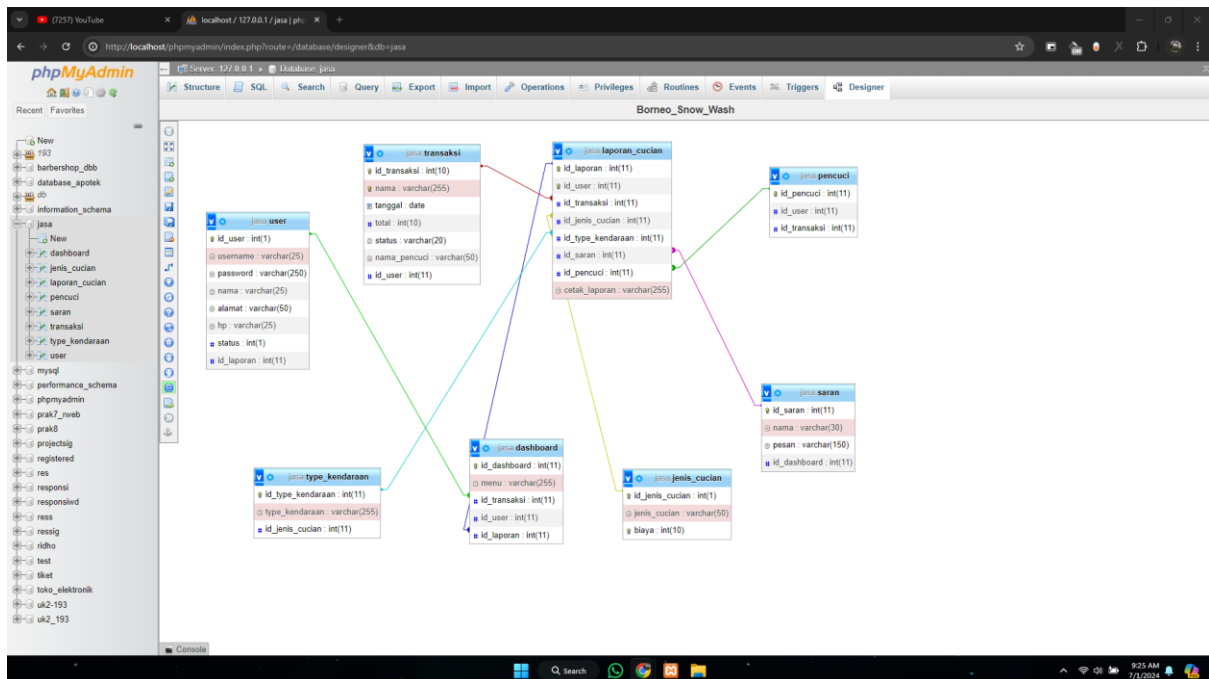 (7257) YouTube
localhost / 127.0.0.1 / jasa | php
http://localhost/phpmyadmin/index.php?route=/database/designer&db=jasa
phpMyAdmin
Recent Favorites
New
193
barbershop_dbb
database_apotek
db
information_schema
jasa
New
dashboard
jenis_cucian
laporan_cucian
pencuci
saran
transaksi
type_kendaraan
user
mysql
performance_schema
phpmyadmin
prak7_rweb
prak8
projectsig
registered
res
responsi
responsiwd
ress
ressig
ridho
test
tiket
toko_elektronik
uk2-193
uk2_193
Server: 127.0.0.1 » Database: jasa
Structure SQL Search Query Export Import Operations Privileges Routines Events Triggers Designer
Borneo_Snow_Wash
jasa user
id_user : int(1)
username : varchar(25)
password : varchar(250)
nama : varchar(25)
alamat : varchar(50)
hp : varchar(25)
status : int(1)
id_laporan : int(11)
jasa transaksi
id_transaksi : int(10)
nama : varchar(255)
tanggal : date
total : int(10)
status : varchar(20)
nama_pencuci : varchar(50)
id_user : int(11)
jasa laporan_cucian
id_laporan : int(11)
id_user : int(11)
id_transaksi : int(11)
id_jenis_cucian : int(11)
id_type_kendaraan : int(11)
id_saran : int(11)
id_pencuci : int(11)
cetak_laporan : varchar(255)
jasa pencuci
id_pencuci : int(11)
id_user : int(11)
id_transaksi : int(11)
jasa saran
id_saran : int(11)
nama : varchar(30)
pesan : varchar(150)
id_dashboard : int(11)
jasa type_kendaraan
id_type_kendaraan : int(11)
type_kendaraan : varchar(255)
id_jenis_cucian : int(11)
jasa dashboard
id_dashboard : int(11)
menu : varchar(255)
id_transaksi : int(11)
id_user : int(11)
id_laporan : int(11)
jasa jenis_cucian
id_jenis_cucian : int(1)
jenis_cucian : varchar(50)
biaya : int(10)
Console
Search
9:25 AM
7/1/2024